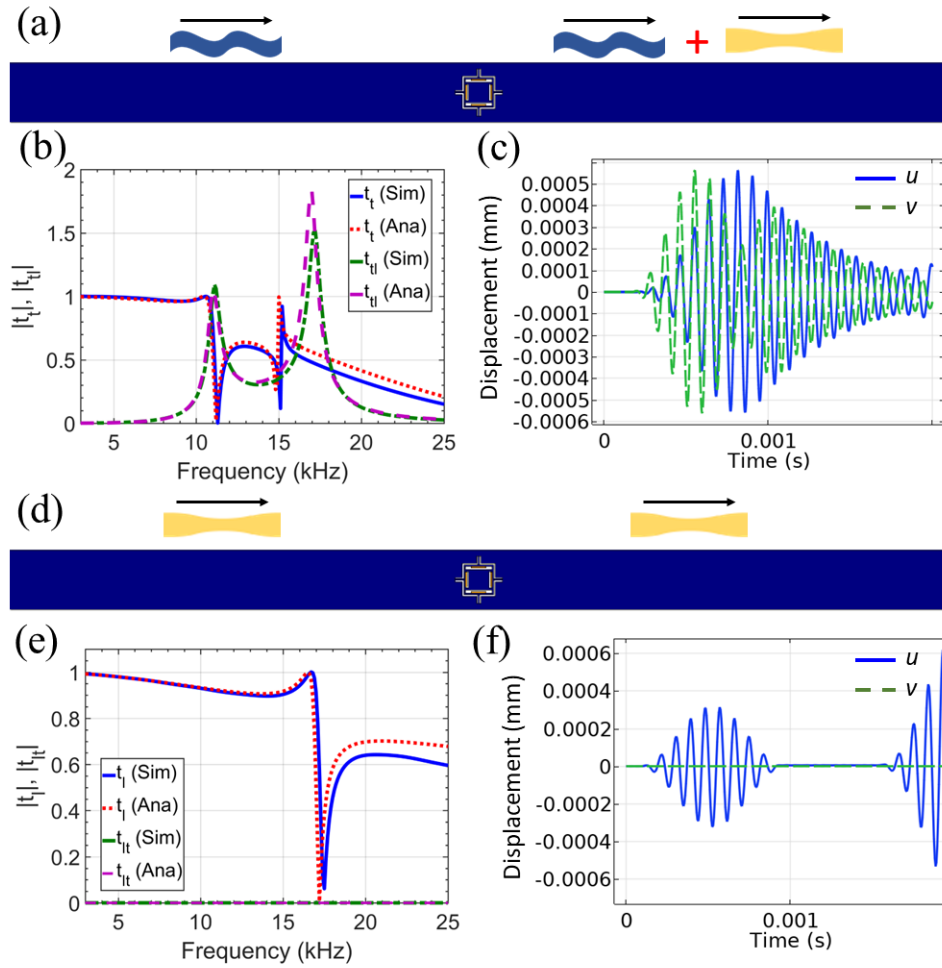 (a)
+
(b)
2
1.5
1
0.5
0
5
10
15
20
25
|t_t|, |t_tl|
Frequency (kHz)
t_t (Sim)
t_t (Ana)
t_tl (Sim)
t_tl (Ana)
(c)
0.0005
0.0004
0.0003
0.0002
0.0001
0.0000
-0.0001
-0.0002
-0.0003
-0.0004
-0.0005
-0.0006
0
0.001
Displacement (mm)
Time (s)
u
v
(d)
(e)
1
0.8
0.6
0.4
0.2
0
5
10
15
20
25
|t_l|, |t_lt|
Frequency (kHz)
t_l (Sim)
t_l (Ana)
t_lt (Sim)
t_lt (Ana)
(f)
0.0006
0.0004
0.0002
0.0000
-0.0002
-0.0004
-0.0006
0
0.001
Displacement (mm)
Time (s)
u
v